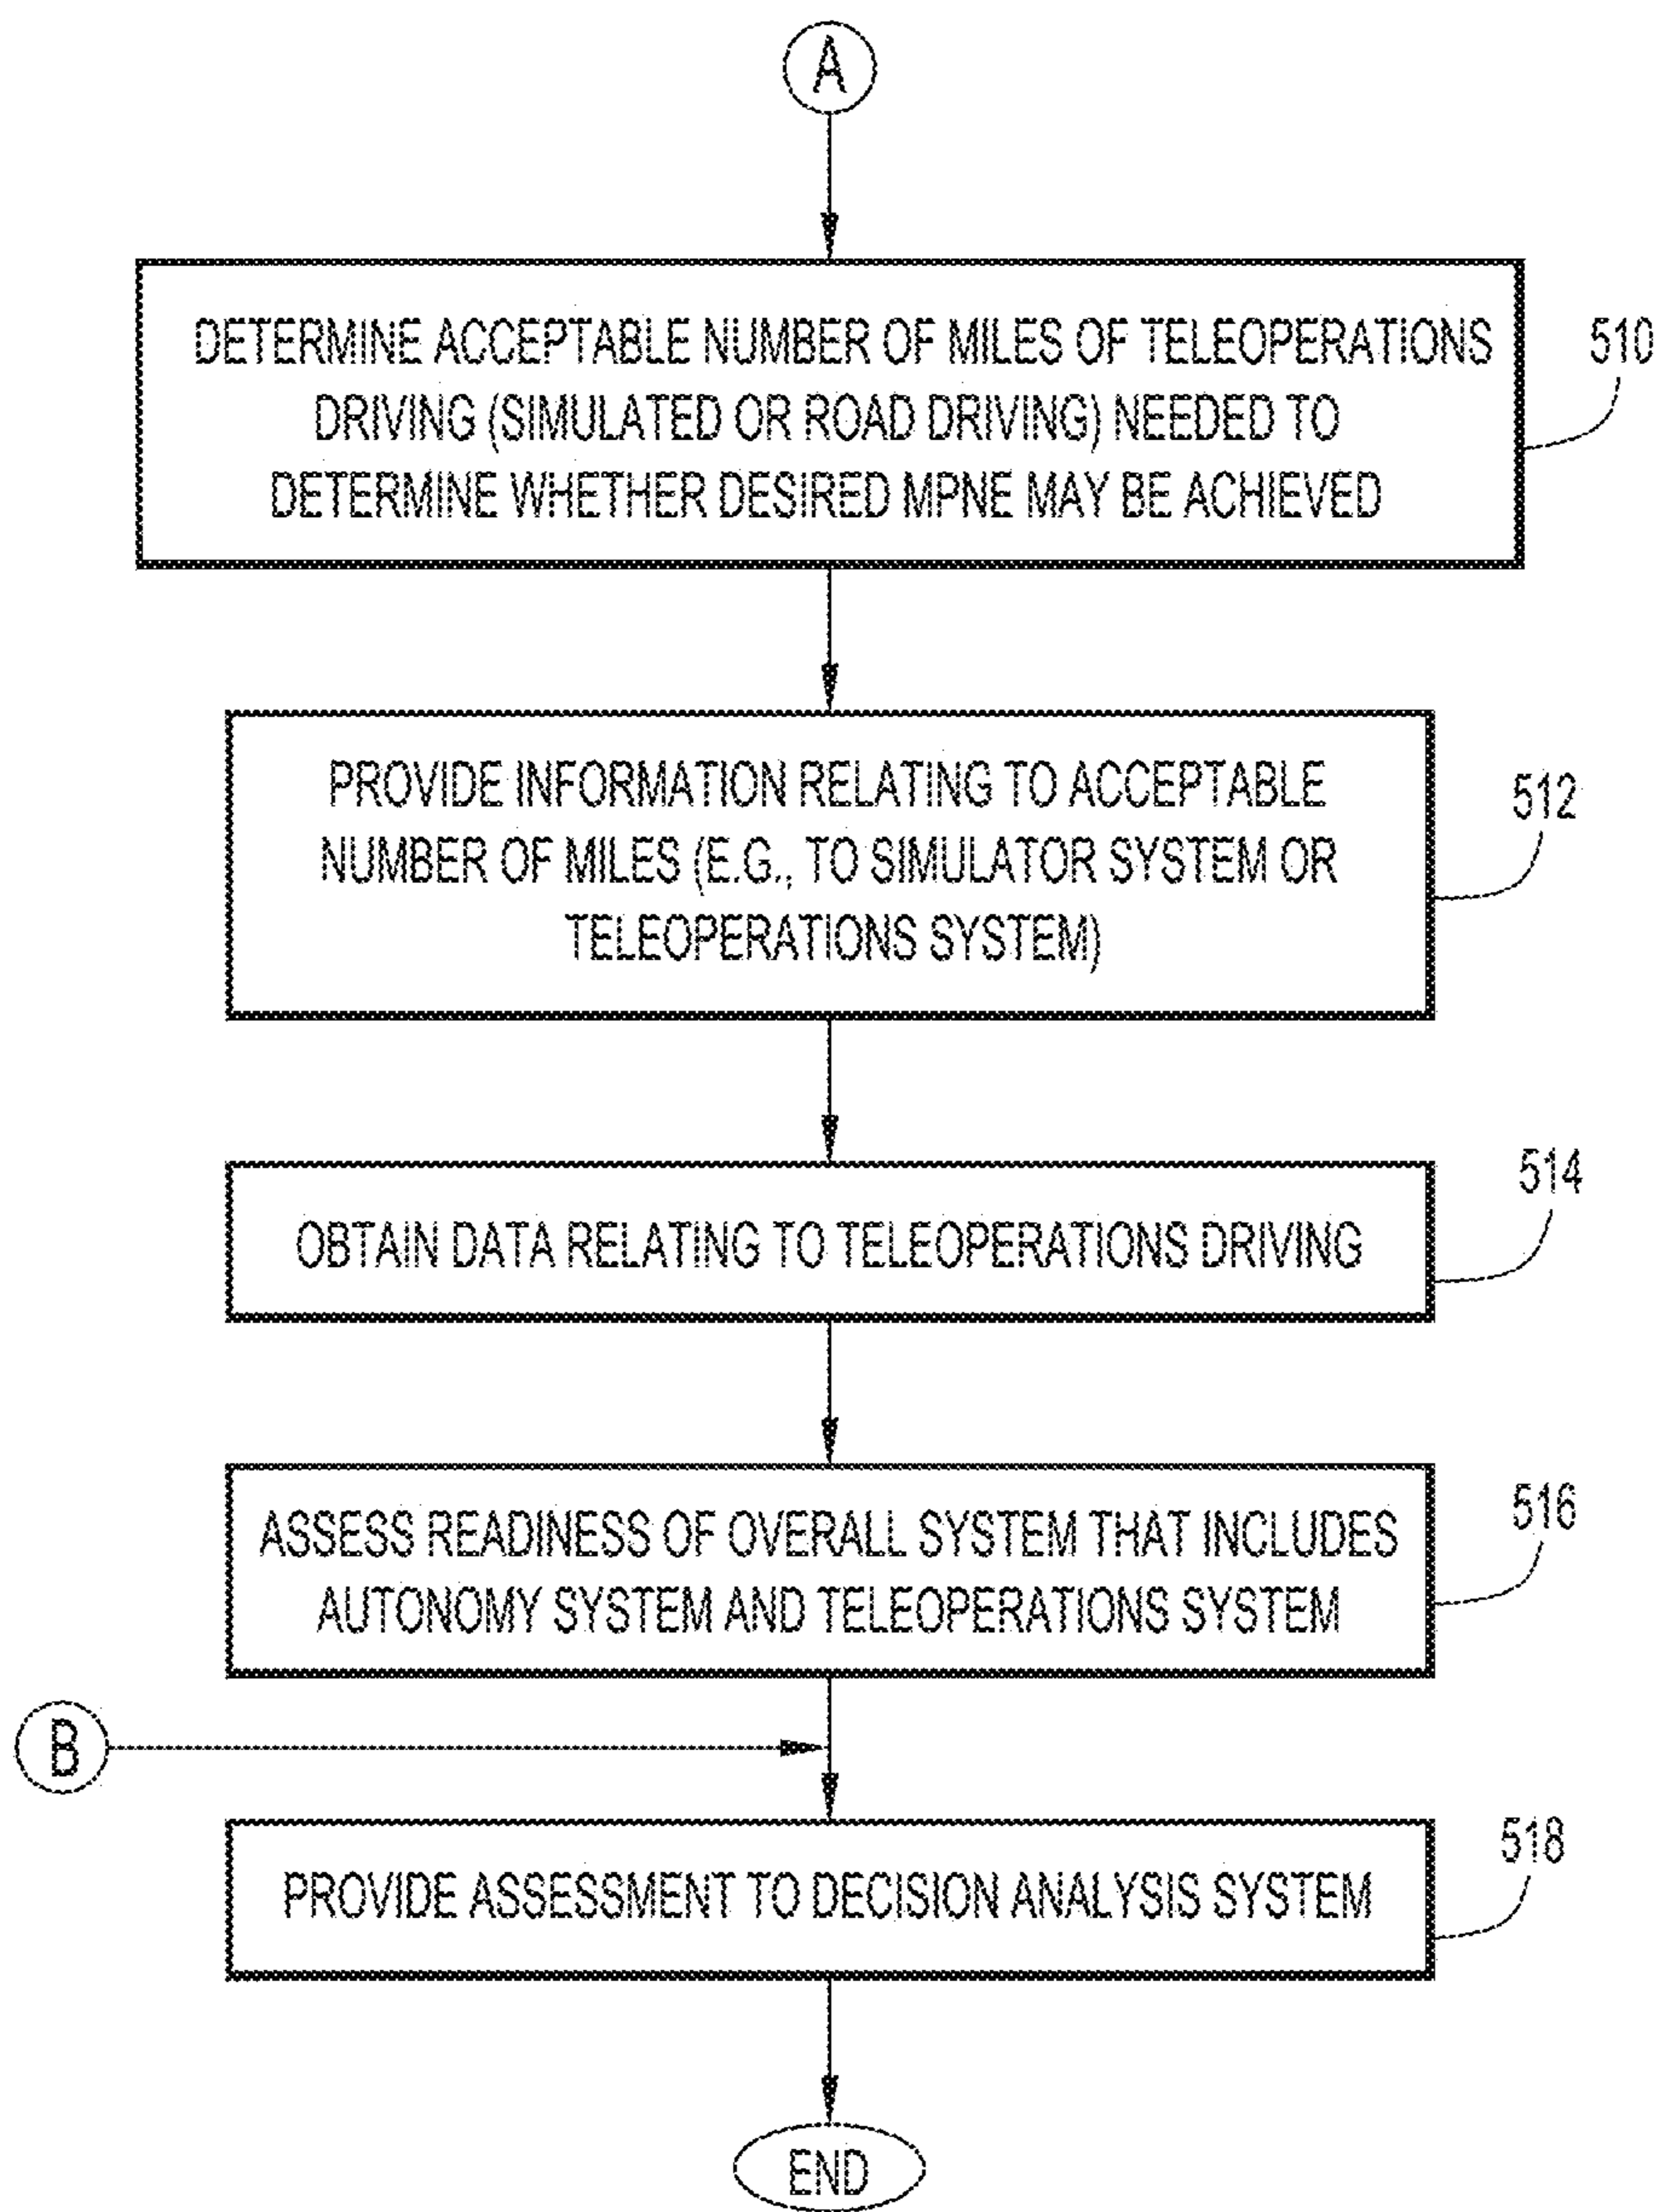 A
DETERMINE ACCEPTABLE NUMBER OF MILES OF TELEOPERATIONS
DRIVING (SIMULATED OR ROAD DRIVING) NEEDED TO
DETERMINE WHETHER DESIRED MPNE MAY BE ACHIEVED
510
PROVIDE INFORMATION RELATING TO ACCEPTABLE
NUMBER OF MILES (E.G., TO SIMULATOR SYSTEM OR
TELEOPERATIONS SYSTEM)
512
OBTAIN DATA RELATING TO TELEOPERATIONS DRIVING
514
ASSESS READINESS OF OVERALL SYSTEM THAT INCLUDES
AUTONOMY SYSTEM AND TELEOPERATIONS SYSTEM
516
B
PROVIDE ASSESSMENT TO DECISION ANALYSIS SYSTEM
518
END